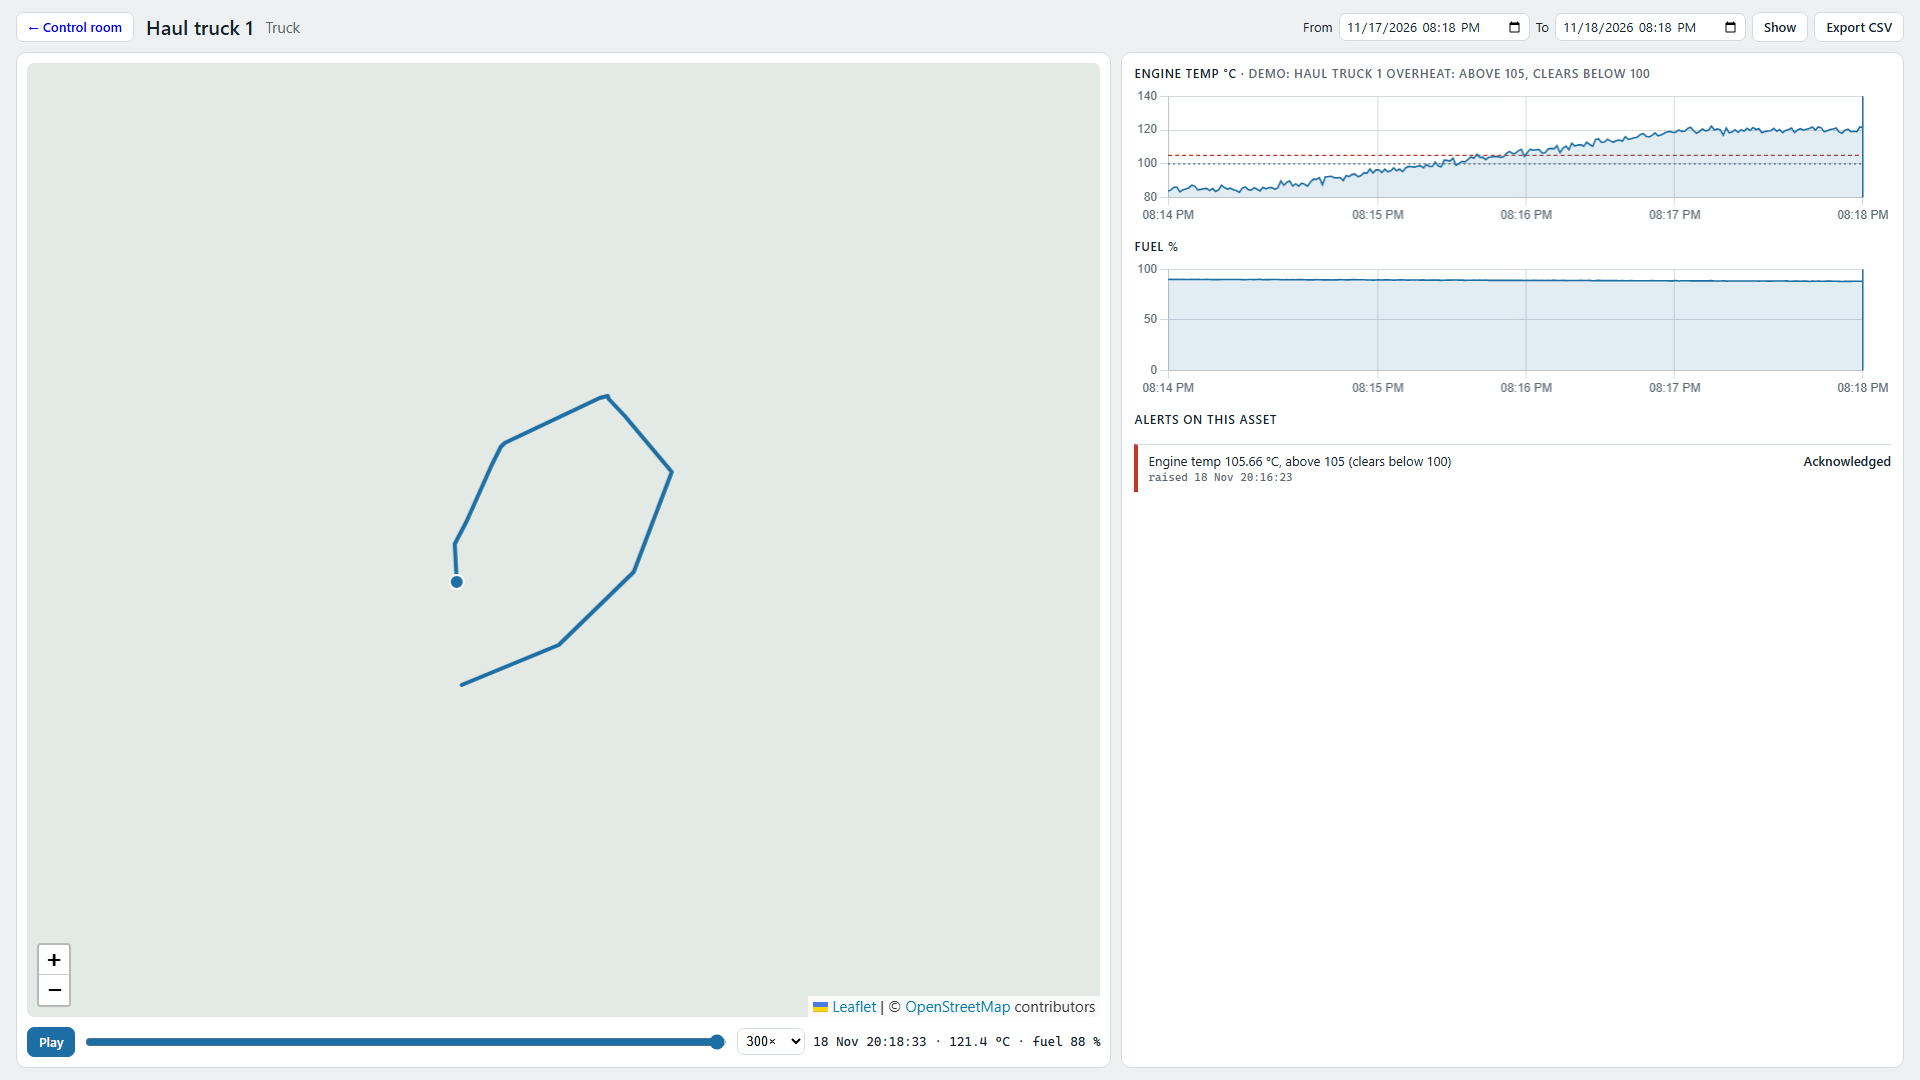 ← Control room Haul truck 1 Truck From 11/17/2026 08:18 PM To 11/18/2026 08:18 PM Show Export CSV
+
−
Leaflet | © OpenStreetMap contributors
Play 300× 18 Nov 20:18:33 · 121.4 °C · fuel 88 %
ENGINE TEMP °C · DEMO: HAUL TRUCK 1 OVERHEAT: ABOVE 105, CLEARS BELOW 100
140
120
100
80
08:14 PM 08:15 PM 08:16 PM 08:17 PM 08:18 PM
FUEL %
100
50
0
08:14 PM 08:15 PM 08:16 PM 08:17 PM 08:18 PM
ALERTS ON THIS ASSET
Engine temp 105.66 °C, above 105 (clears below 100) Acknowledged
raised 18 Nov 20:16:23